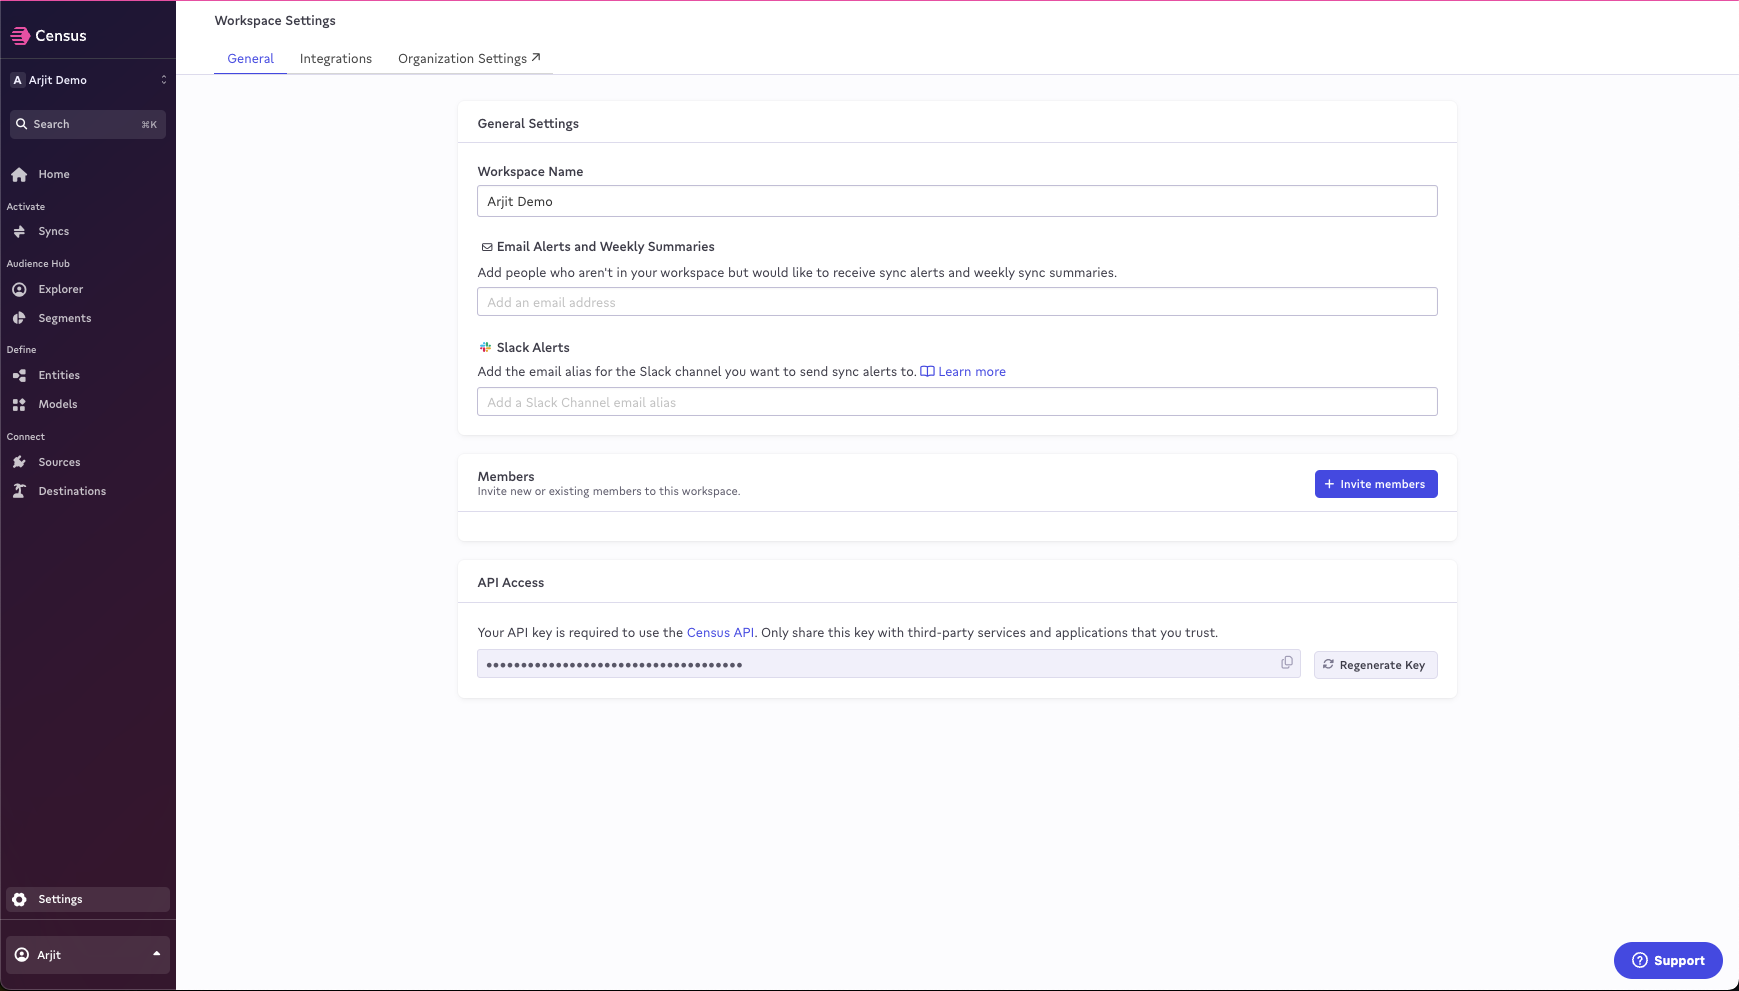 Census
A Arjit Demo
Search ⌘K
Home
Activate
Syncs
Audience Hub
Explorer
Segments
Define
Entities
Models
Connect
Sources
Destinations
Settings
Arjit
Workspace Settings
General Integrations Organization Settings
General Settings
Workspace Name
Arjit Demo
Email Alerts and Weekly Summaries
Add people who aren't in your workspace but would like to receive sync alerts and weekly sync summaries.
Add an email address
Slack Alerts
Add the email alias for the Slack channel you want to send sync alerts to. Learn more
Add a Slack Channel email alias
Members
Invite new or existing members to this workspace.
+ Invite members
API Access
Your API key is required to use the Census API. Only share this key with third-party services and applications that you trust.
Regenerate Key
Support